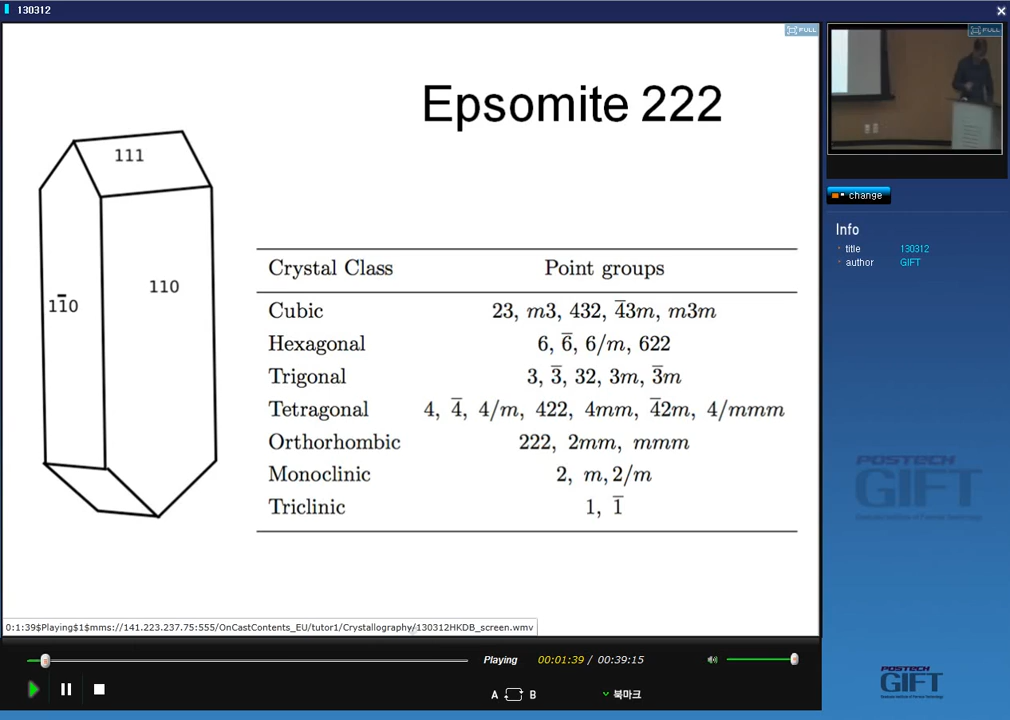 130312
FULL
FULL
Epsomite 222
111
11̅0
110
Crystal Class Point groups
Cubic 23, m3, 432, 4̅3m, m3m
Hexagonal 6, 6̅, 6/m, 622
Trigonal 3, 3̅, 32, 3m, 3̅m
Tetragonal 4, 4̅, 4/m, 422, 4mm, 4̅2m, 4/mmm
Orthorhombic 222, 2mm, mmm
Monoclinic 2, m, 2/m
Triclinic 1, 1̅
change
Info
title 130312
author GIFT
POSTECH
GIFT
0:1:39$Playing$1$mms://141.223.237.75:555/OnCastContents_EU/tutor1/Crystallography/130312HKDB_screen.wmv
Playing 00:01:39 / 00:39:15
A B 북마크
POSTECH
GIFT